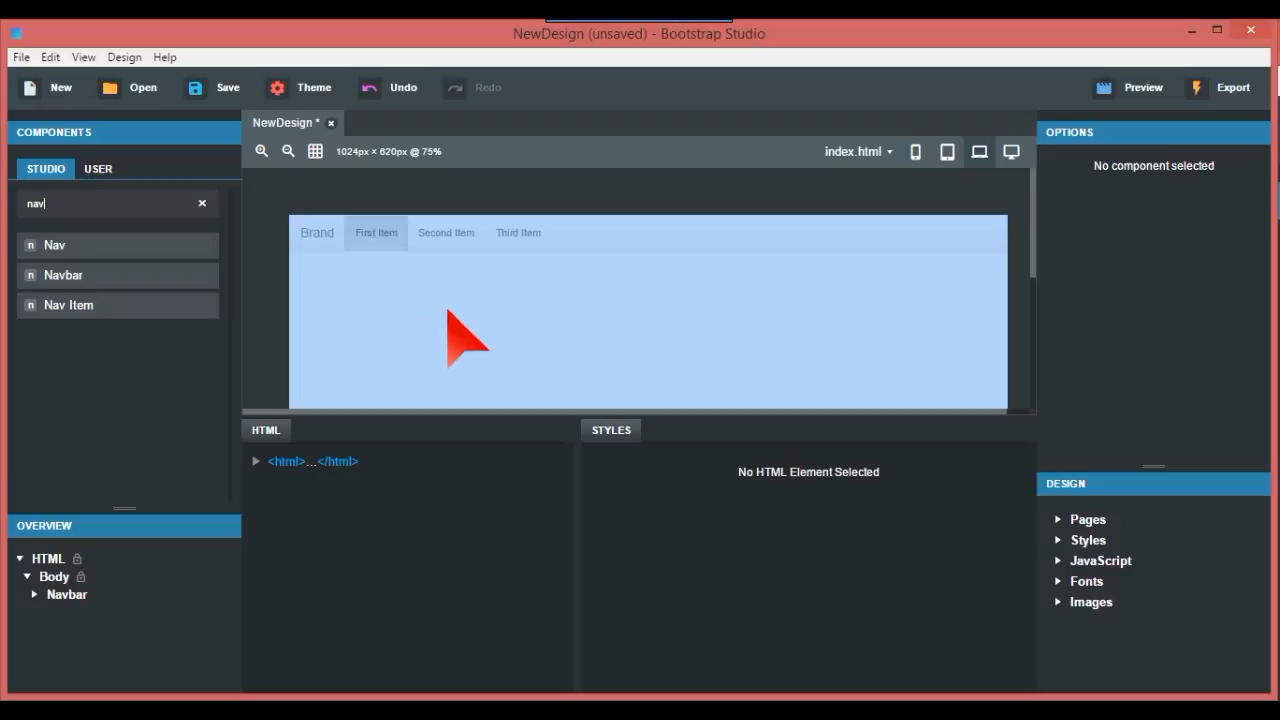 NewDesign (unsaved) - Bootstrap Studio
File Edit View Design Help
New Open Save Theme Undo Redo Preview Export
COMPONENTS
STUDIO USER
nav
Nav
Navbar
Nav Item
NewDesign *
1024px × 620px @ 75%
index.html
Brand First Item Second Item Third Item
OPTIONS
No component selected
HTML
<html>...</html>
STYLES
No HTML Element Selected
OVERVIEW
HTML
Body
Navbar
DESIGN
Pages
Styles
JavaScript
Fonts
Images